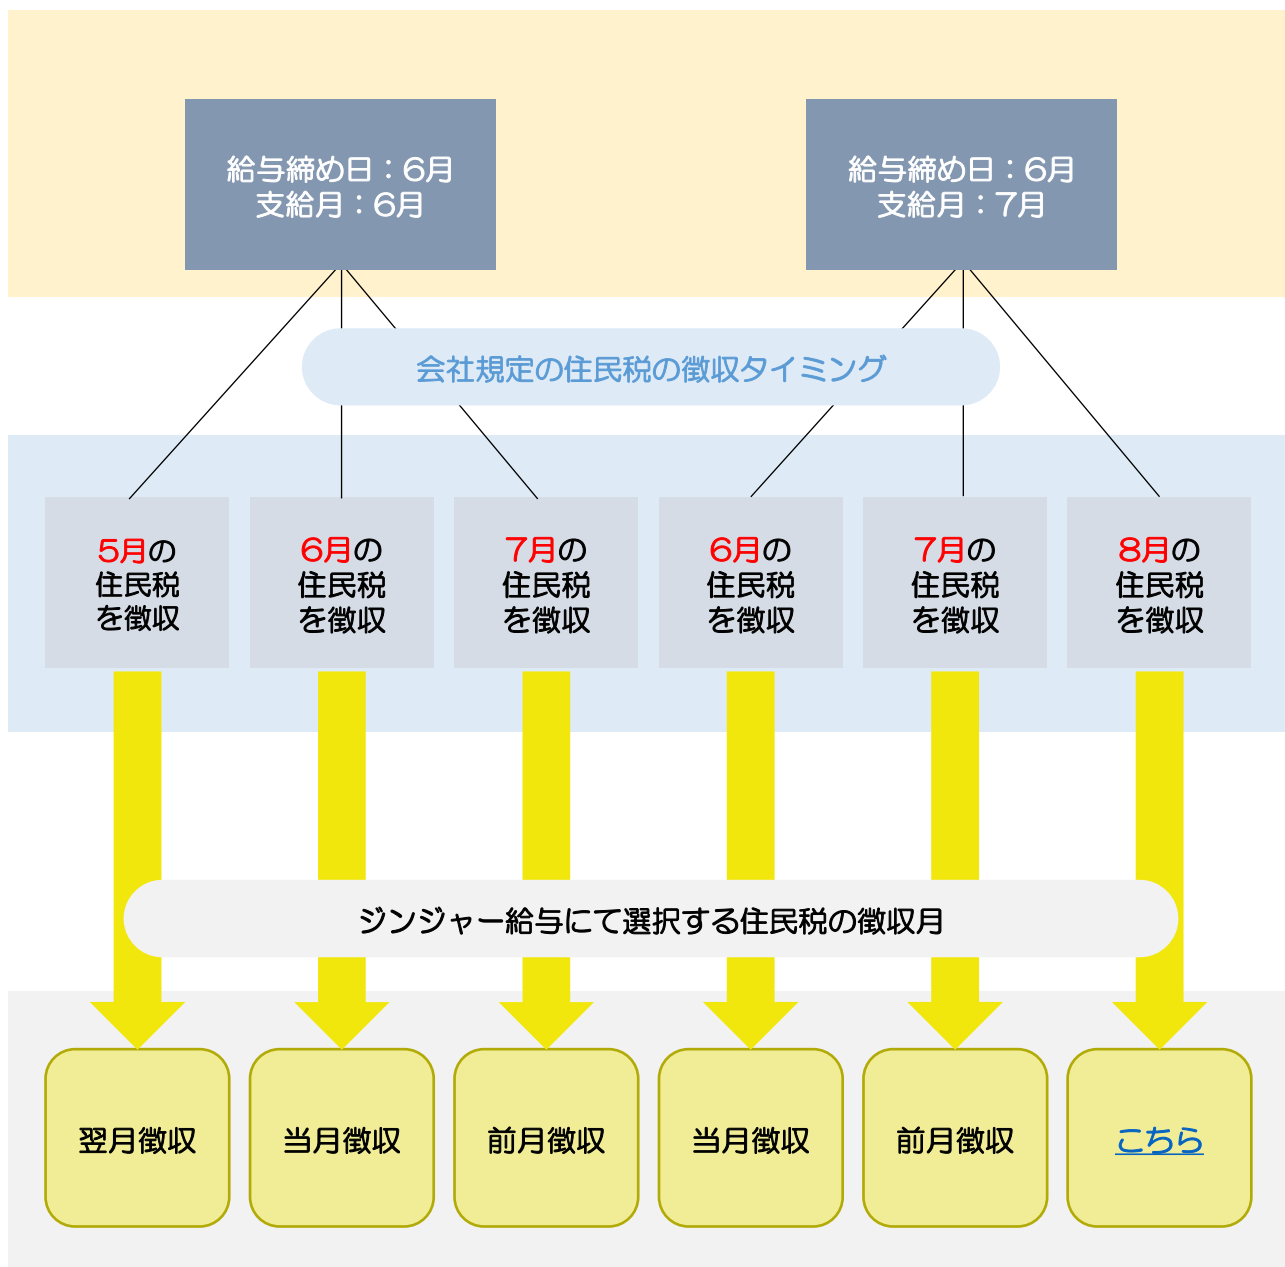 給与締め日：6月
支給月：6月
給与締め日：6月
支給月：7月
会社規定の住民税の徴収タイミング
5月の
住民税
を徴収
6月の
住民税
を徴収
7月の
住民税
を徴収
6月の
住民税
を徴収
7月の
住民税
を徴収
8月の
住民税
を徴収
ジンジャー給与にて選択する住民税の徴収月
翌月徴収
当月徴収
前月徴収
当月徴収
前月徴収
こちら